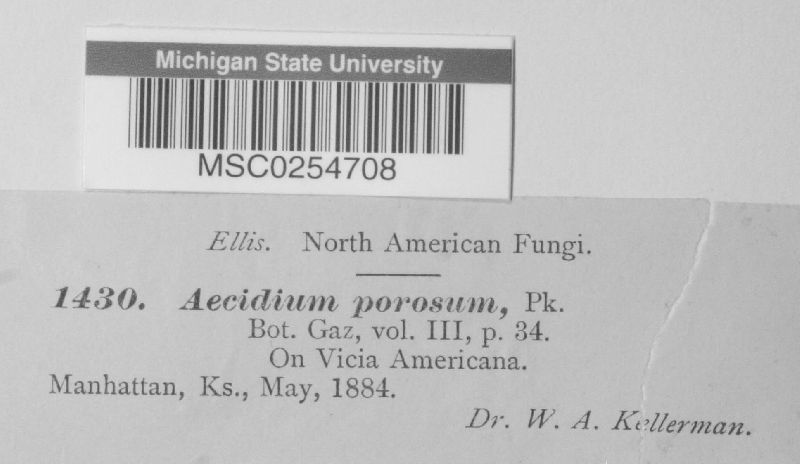 Michigan State University
MSC0254708
Ellis. North American Fungi.
1430. Aecidium porosum, Pk.
Bot. Gaz, vol. III, p. 34.
On Vicia Americana.
Manhattan, Ks., May, 1884.
Dr. W. A. Kellerman.